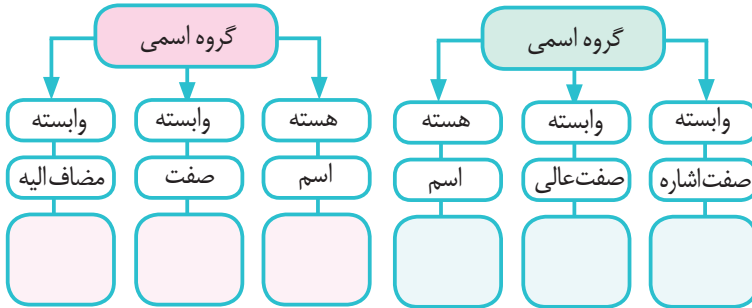 گروه اسمی
گروه اسمی
وابسته
وابسته
هسته
هسته
وابسته
وابسته
صفت اشاره
صفت عالی
اسم
اسم
صفت
مضاف الیه